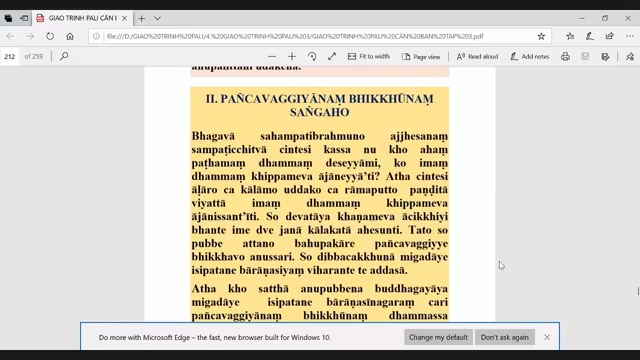 GIAO TRINH PALI CĂN I
file:///D:/GIAO%20TRINH%20PALI/4.%20GIAO%20TRINH%20PALI%203/GIAO%20TRINH%20PALI%20CĂN%20BAN%20TAP%203.pdf
212 of 259
Fit to width
Page view
Read aloud
Add notes
II. PAÑCAVAGGIYĀNAṂ BHIKKHŪNAṂ
SAṄGAHO
Bhagavā sahampatibrahmuno ajjhesanaṃ
sampaṭicchitvā cintesi kassa nu kho ahaṃ
paṭhamaṃ dhammaṃ deseyyāmi, ko imaṃ
dhammaṃ khippameva ājāneyyā'ti? Atha cintesi
āḷāro ca kālāmo uddako ca rāmaputto paṇḍitā
viyattā imaṃ dhammaṃ khippameva
ājānissant'īti. So devatāya khaṇameva ācikkhiyi
bhante ime dve janā kālakatā ahesunti. Tato so
pubbe attano bahupakāre pañcavaggiye
bhikkhavo anussari. So dibbacakkhunā migadāye
isipatane bārāṇasiyaṃ viharante te addasā.
Atha kho satthā anupubbena buddhagayāya
migadāye isipatane bārāṇasīnagaraṃ cari
pañcavaggiyānaṃ bhikkhūnaṃ dhammassa
Do more with Microsoft Edge – the fast, new browser built for Windows 10.
Change my default
Don't ask again